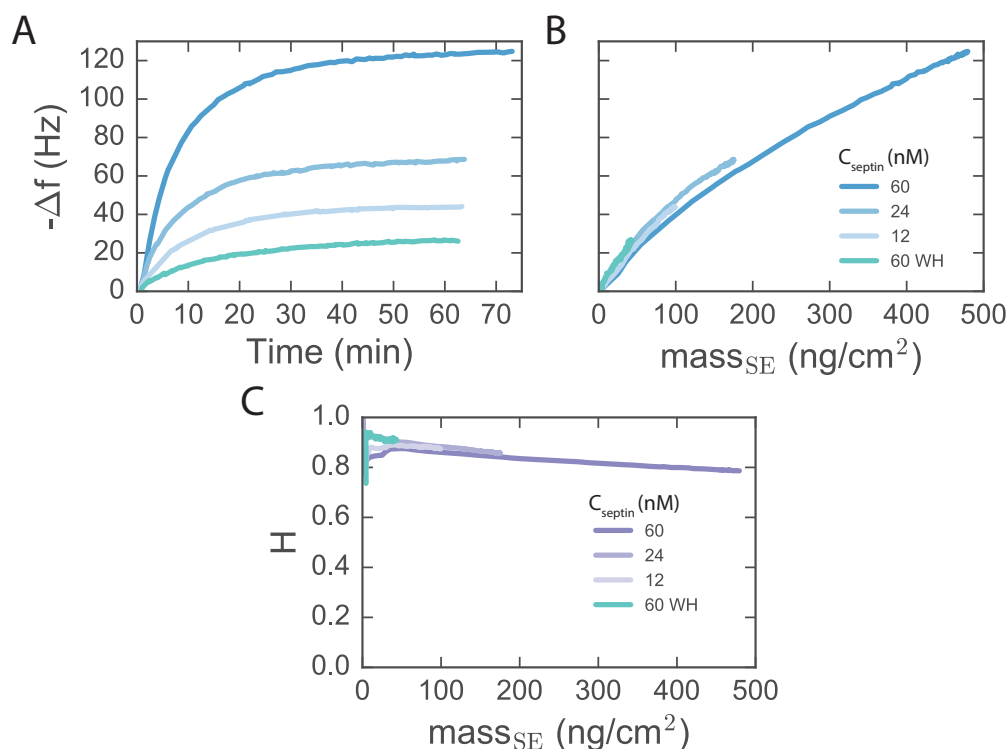 A
-Δf (Hz)
120
100
80
60
40
20
0
0 10 20 30 40 50 60 70
Time (min)
B
C_septin (nM)
60
24
12
60 WH
0 100 200 300 400 500
mass_SE (ng/cm²)
C
H
1.0
0.8
0.6
0.4
0.2
0.0
C_septin (nM)
60
24
12
60 WH
0 100 200 300 400 500
mass_SE (ng/cm²)